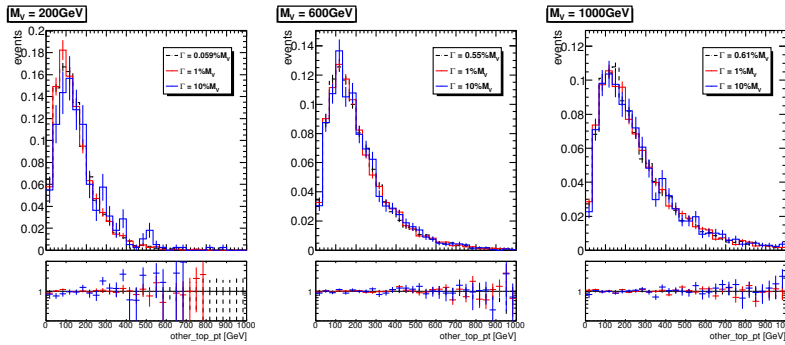 M_V = 200GeV
events
0.2
0.18
0.16
0.14
0.12
0.1
0.08
0.06
0.04
0.02
0
Γ = 0.059%M_V
Γ = 1%M_V
Γ = 10%M_V
1
0 100 200 300 400 500 600 700 800 900 1000
other_top_pt [GeV]
M_V = 600GeV
events
0.14
0.12
0.1
0.08
0.06
0.04
0.02
0
Γ = 0.55%M_V
Γ = 1%M_V
Γ = 10%M_V
1
0 100 200 300 400 500 600 700 800 900 1000
other_top_pt [GeV]
M_V = 1000GeV
events
0.12
0.1
0.08
0.06
0.04
0.02
Γ = 0.61%M_V
Γ = 1%M_V
Γ = 10%M_V
1
0 100 200 300 400 500 600 700 800 900 1000
other_top_pt [GeV]